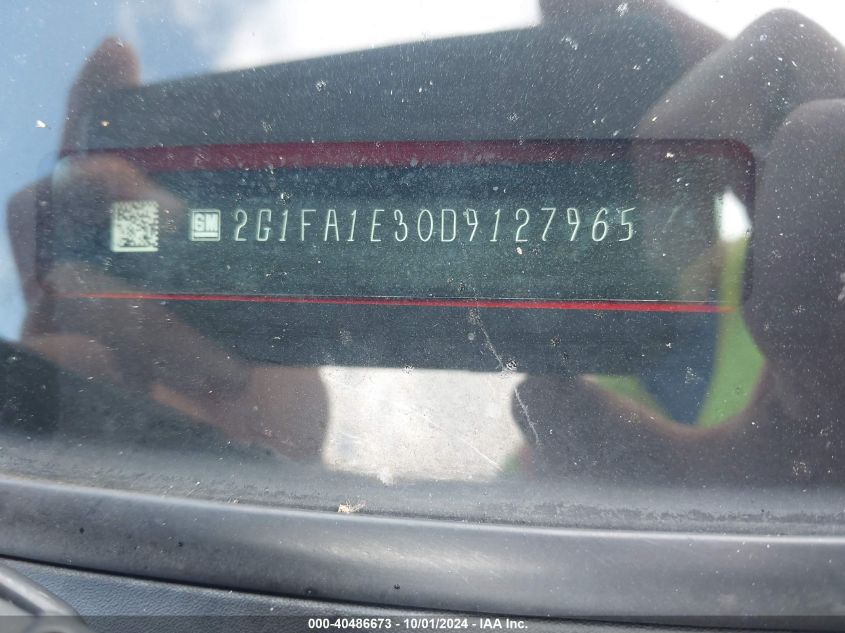 GM 2G1FA1E30D9127965
000-40486673 - 10/01/2024 - IAA Inc.